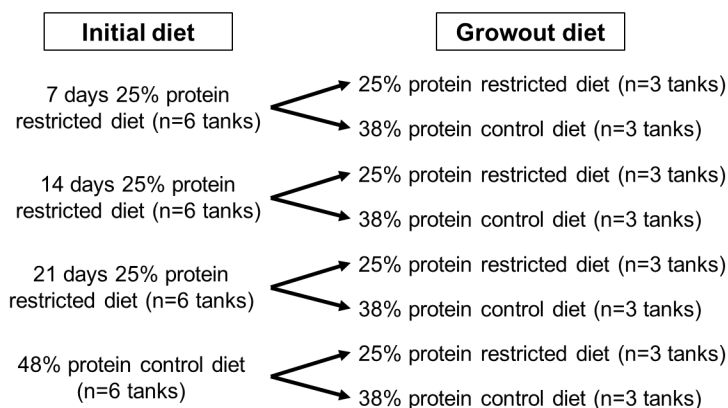 Initial diet
Growout diet
7 days 25% protein
restricted diet (n=6 tanks)
25% protein restricted diet (n=3 tanks)
38% protein control diet (n=3 tanks)
14 days 25% protein
restricted diet (n=6 tanks)
25% protein restricted diet (n=3 tanks)
38% protein control diet (n=3 tanks)
21 days 25% protein
restricted diet (n=6 tanks)
25% protein restricted diet (n=3 tanks)
38% protein control diet (n=3 tanks)
48% protein control diet
(n=6 tanks)
25% protein restricted diet (n=3 tanks)
38% protein control diet (n=3 tanks)